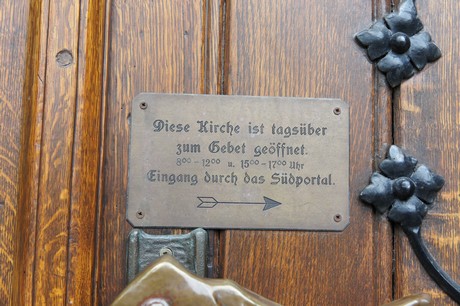 Diese Kirche ist tagsüber
zum Gebet geöffnet.
8⁰⁰-12⁰⁰ u. 15⁰⁰-17⁰⁰ Uhr
Eingang durch das Südportal.